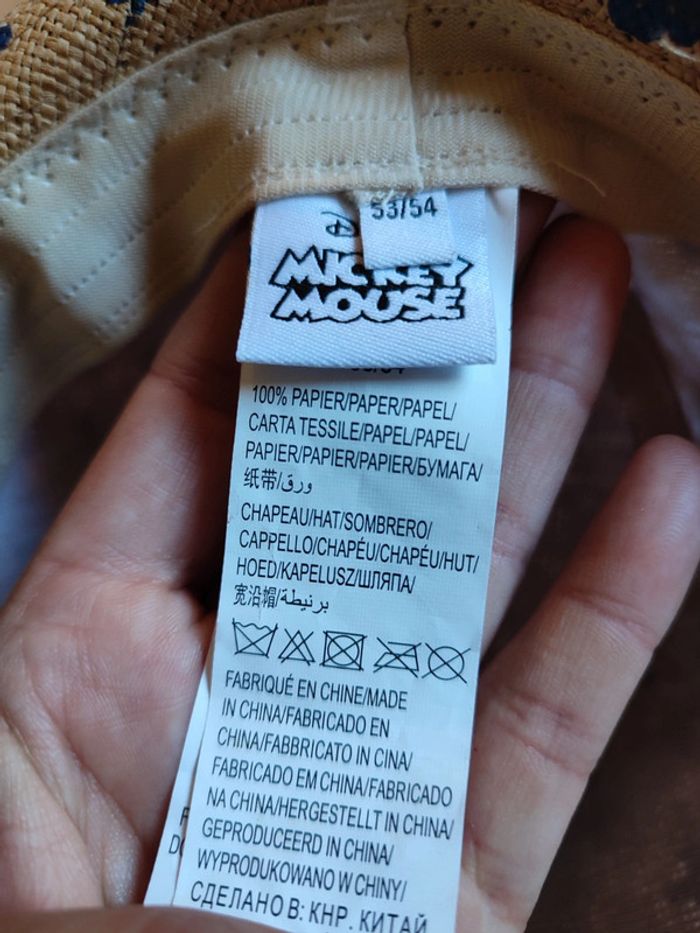 53/54
MICKEY
MOUSE
100% PAPIER/PAPER/PAPEL/
CARTA TESSILE/PAPEL/PAPEL/
PAPIER/PAPIER/PAPIER/БУМАГА/
纸带/ورق
CHAPEAU/HAT/SOMBRERO/
CAPPELLO/CHAPÉU/CHAPÉU/HUT/
HOED/KAPELUSZ/ШЛЯПА/
宽沿帽/برنيطة
FABRIQUÉ EN CHINE/MADE
IN CHINA/FABRICADO EN
CHINA/FABBRICATO IN CINA/
FABRICADO EM CHINA/FABRICADO
NA CHINA/HERGESTELLT IN CHINA/
GEPRODUCEERD IN CHINA/
WYPRODUKOWANO W CHINY/
СДЕЛАНО В: КНР. КИТАЙ